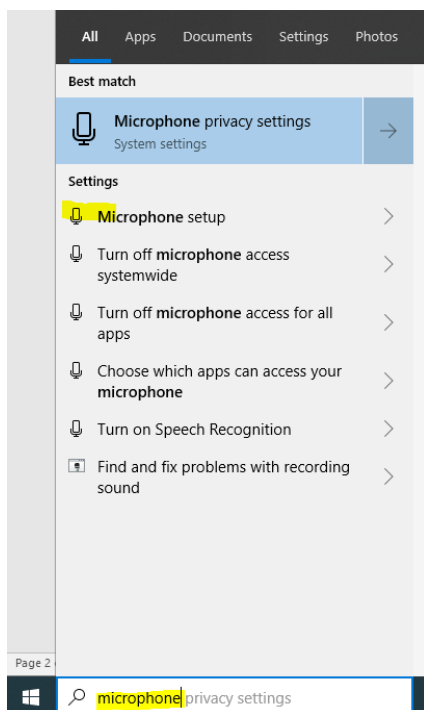 All Apps Documents Settings Photos
Best match
Microphone privacy settings
System settings
Settings
Microphone setup
Turn off microphone access
systemwide
Turn off microphone access for all
apps
Choose which apps can access your
microphone
Turn on Speech Recognition
Find and fix problems with recording
sound
Page 2
microphone privacy settings